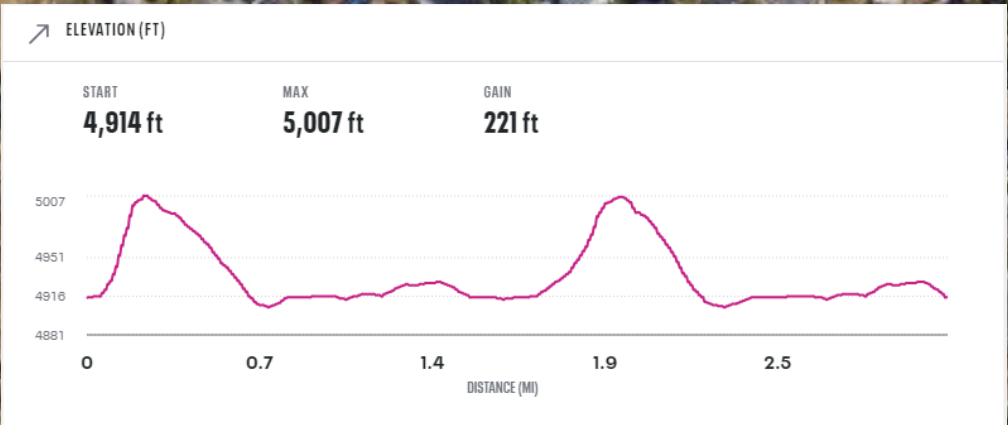 ELEVATION (FT)
START MAX GAIN
4,914 ft 5,007 ft 221 ft
5007
4951
4916
4881
0 0.7 1.4 1.9 2.5
DISTANCE (MI)